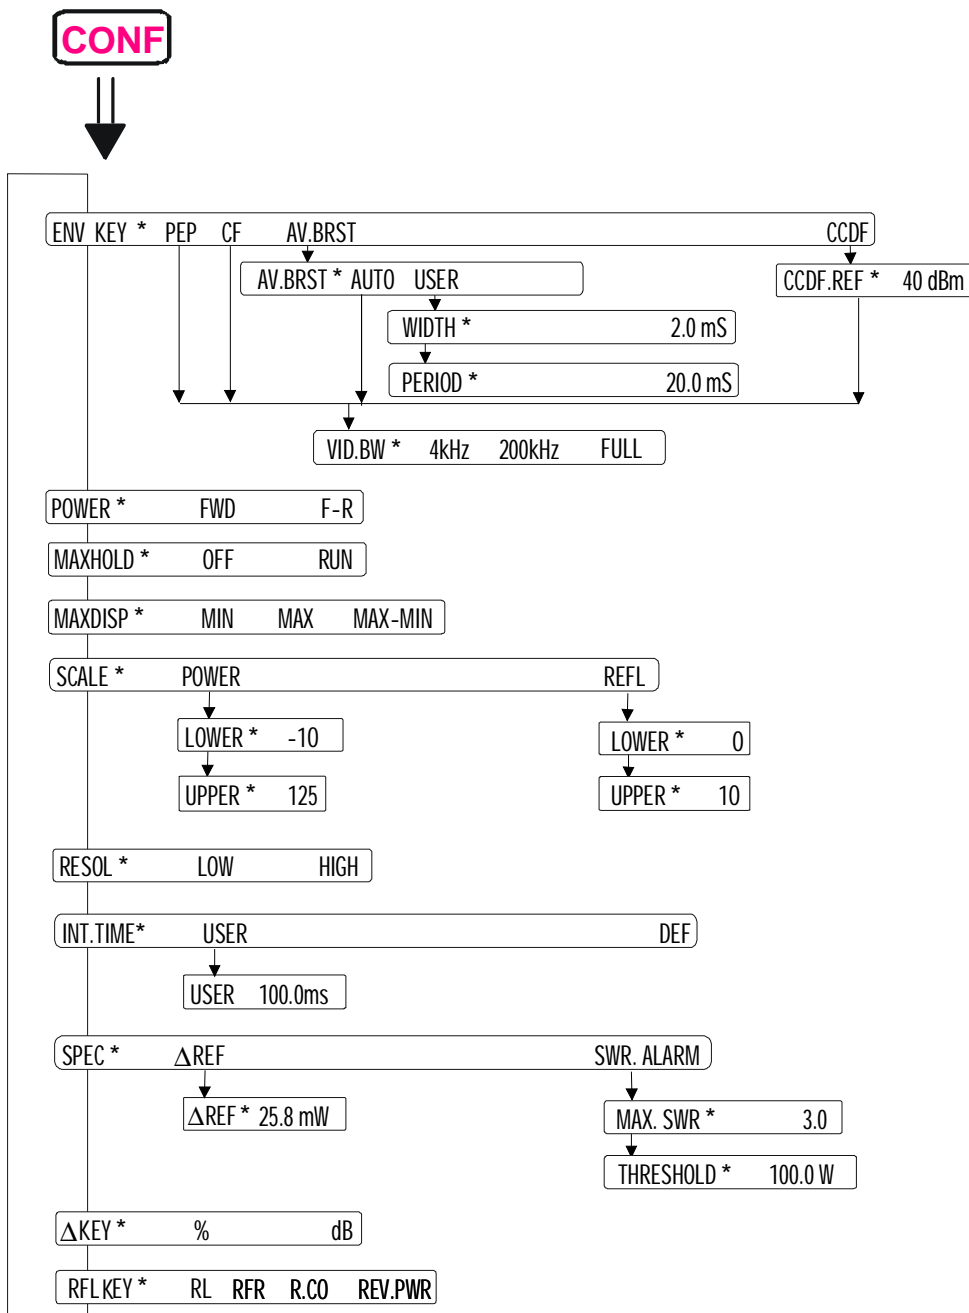 CONF
ENV KEY * PEP CF AV.BRST CCDF
AV.BRST * AUTO USER
CCDF.REF * 40 dBm
WIDTH * 2.0 mS
PERIOD * 20.0 mS
VID.BW * 4kHz 200kHz FULL
POWER * FWD F-R
MAXHOLD * OFF RUN
MAXDISP * MIN MAX MAX-MIN
SCALE * POWER REFL
LOWER * -10
LOWER * 0
UPPER * 125
UPPER * 10
RESOL * LOW HIGH
INT.TIME* USER DEF
USER 100.0ms
SPEC * ΔREF SWR. ALARM
ΔREF * 25.8 mW
MAX. SWR * 3.0
THRESHOLD * 100.0 W
ΔKEY * % dB
RFL KEY * RL RFR R.CO REV.PWR